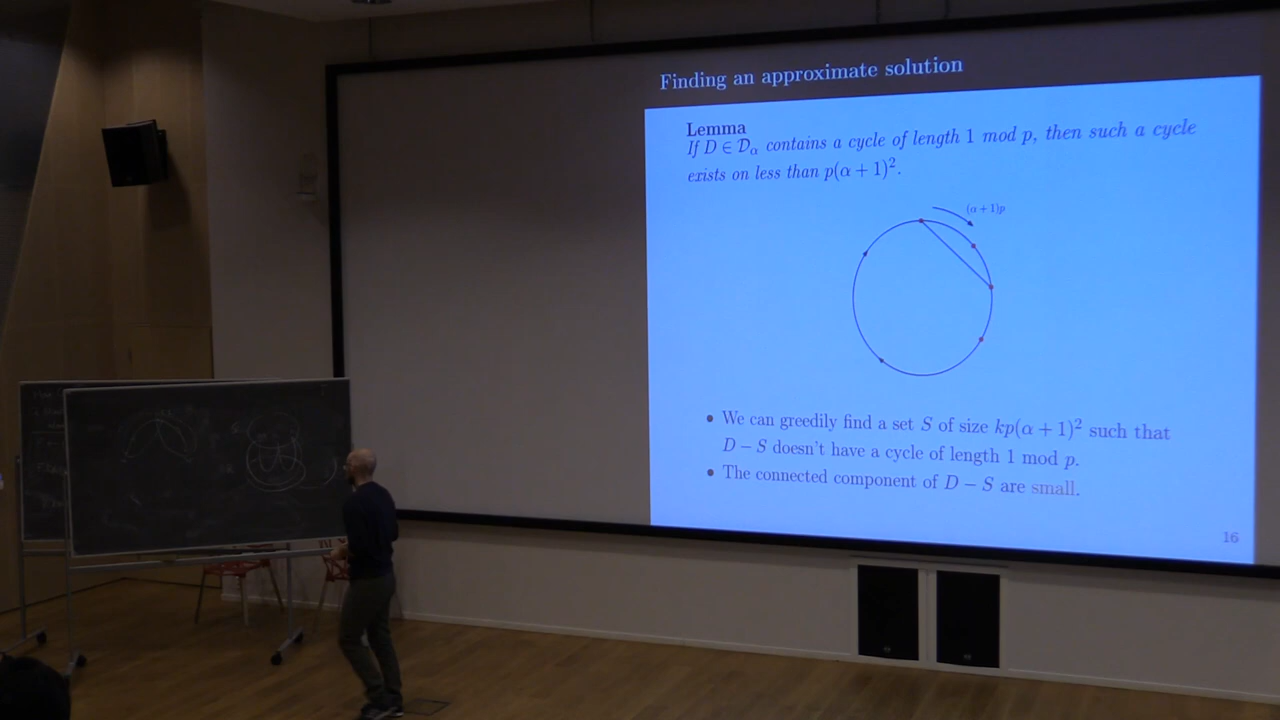 Finding an approximate solution
Lemma
If D ∈ 𝒟α contains a cycle of length 1 mod p, then such a cycle
exists on less than p(α + 1)².
(α + 1)p
• We can greedily find a set S of size kp(α + 1)² such that
D − S doesn't have a cycle of length 1 mod p.
• The connected component of D − S are small.
16